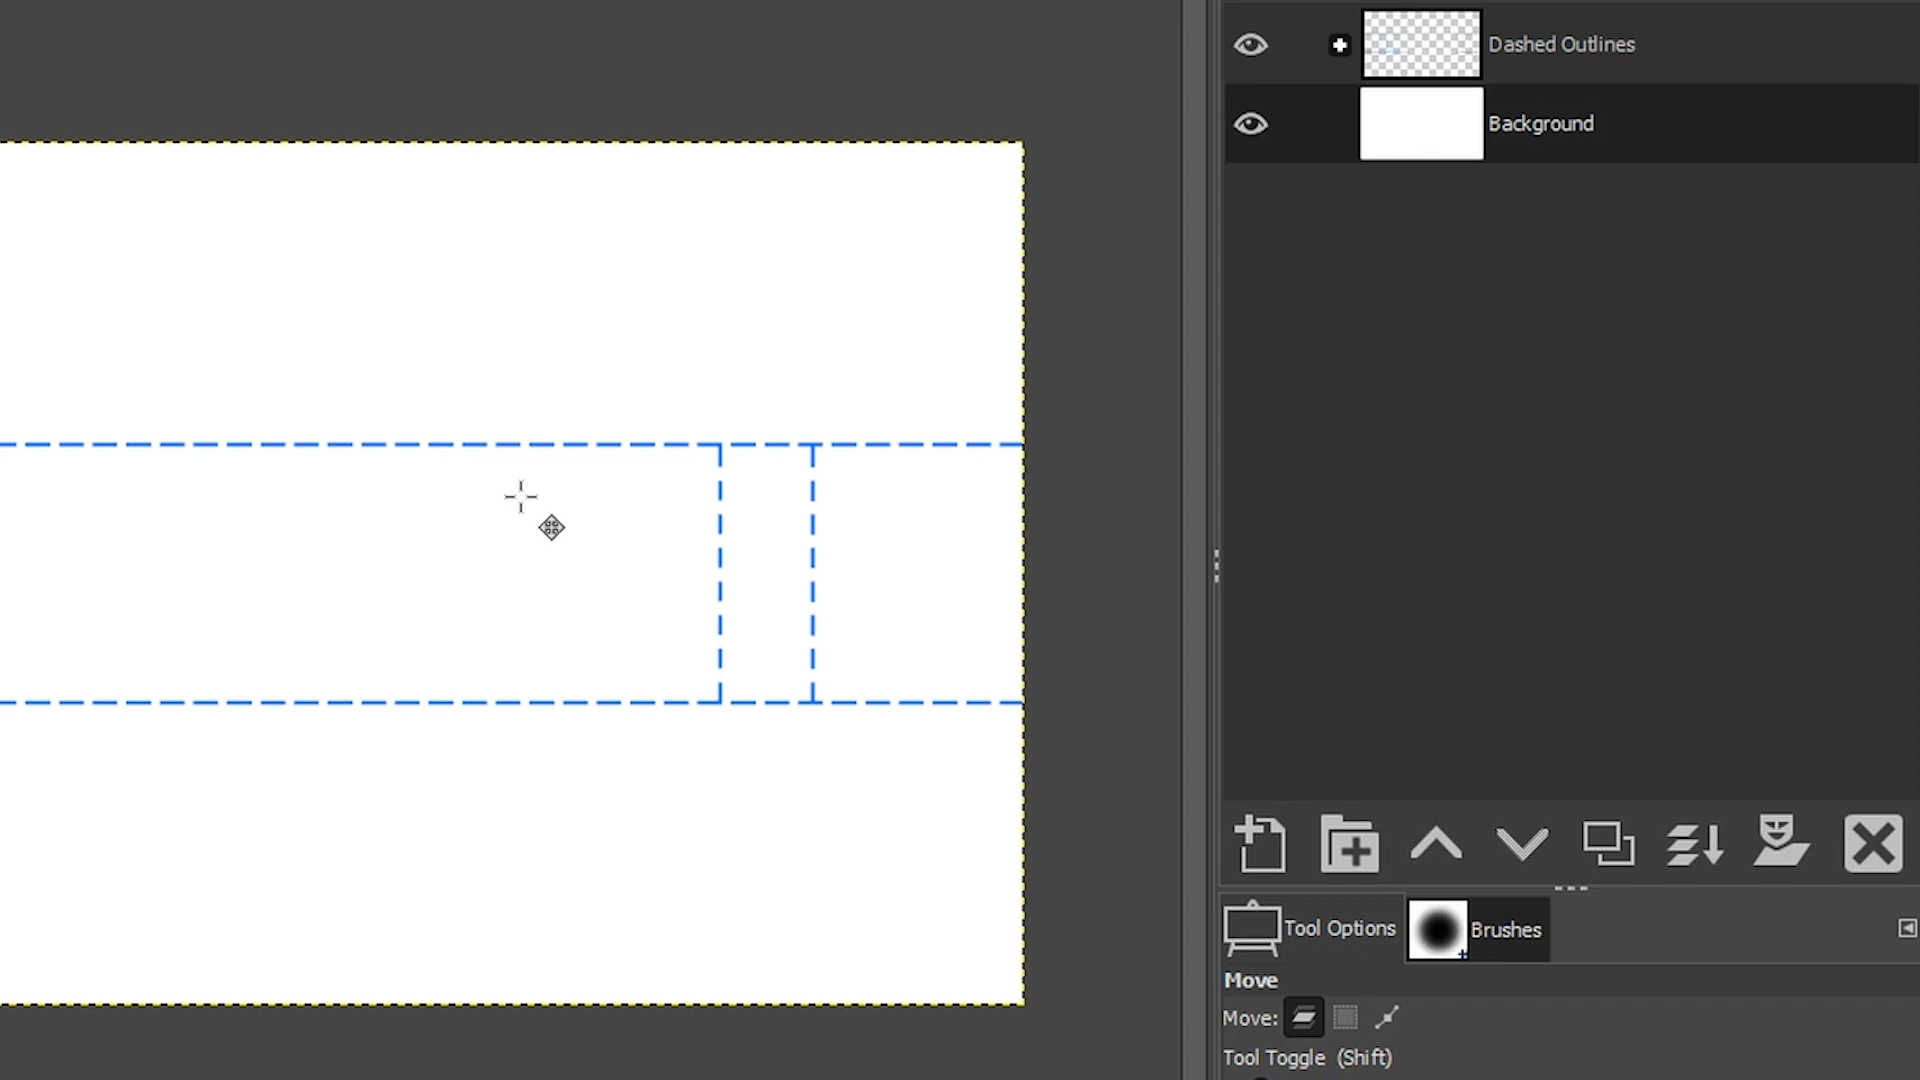 Dashed Outlines
Background
Tool Options
Brushes
Move
Move:
Tool Toggle  (Shift)